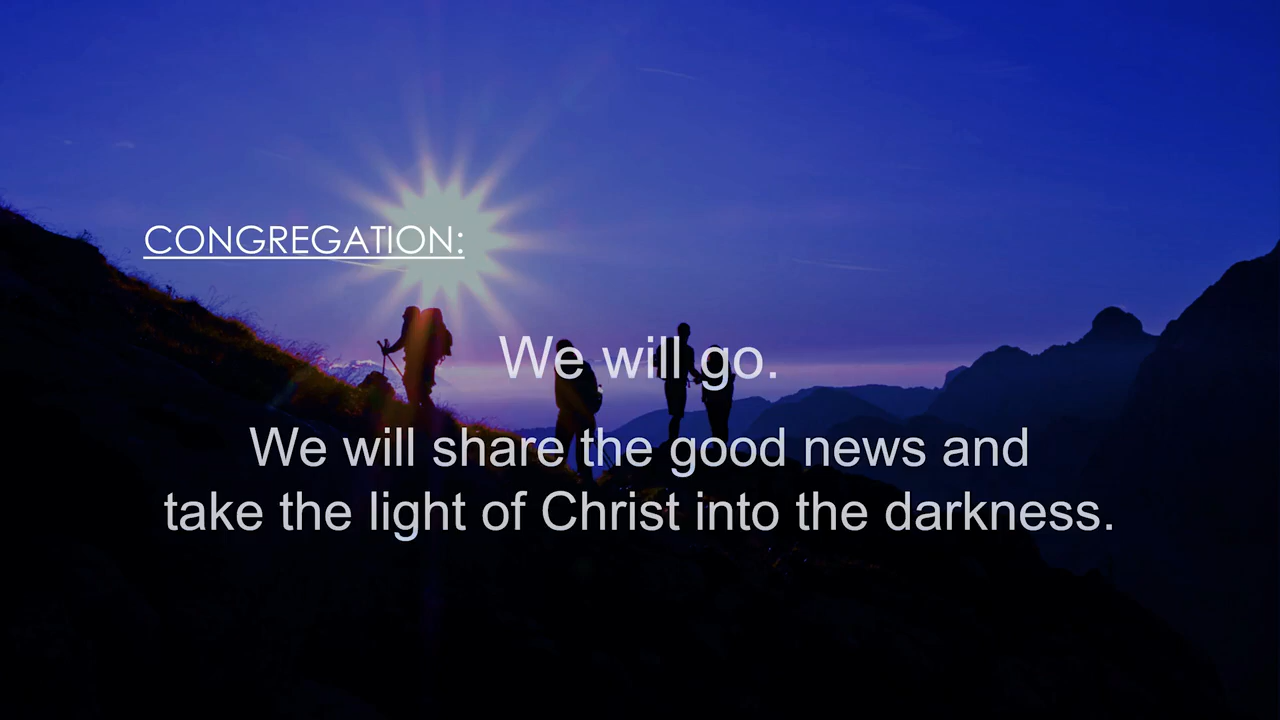 CONGREGATION:
We will go.
We will share the good news and
take the light of Christ into the darkness.